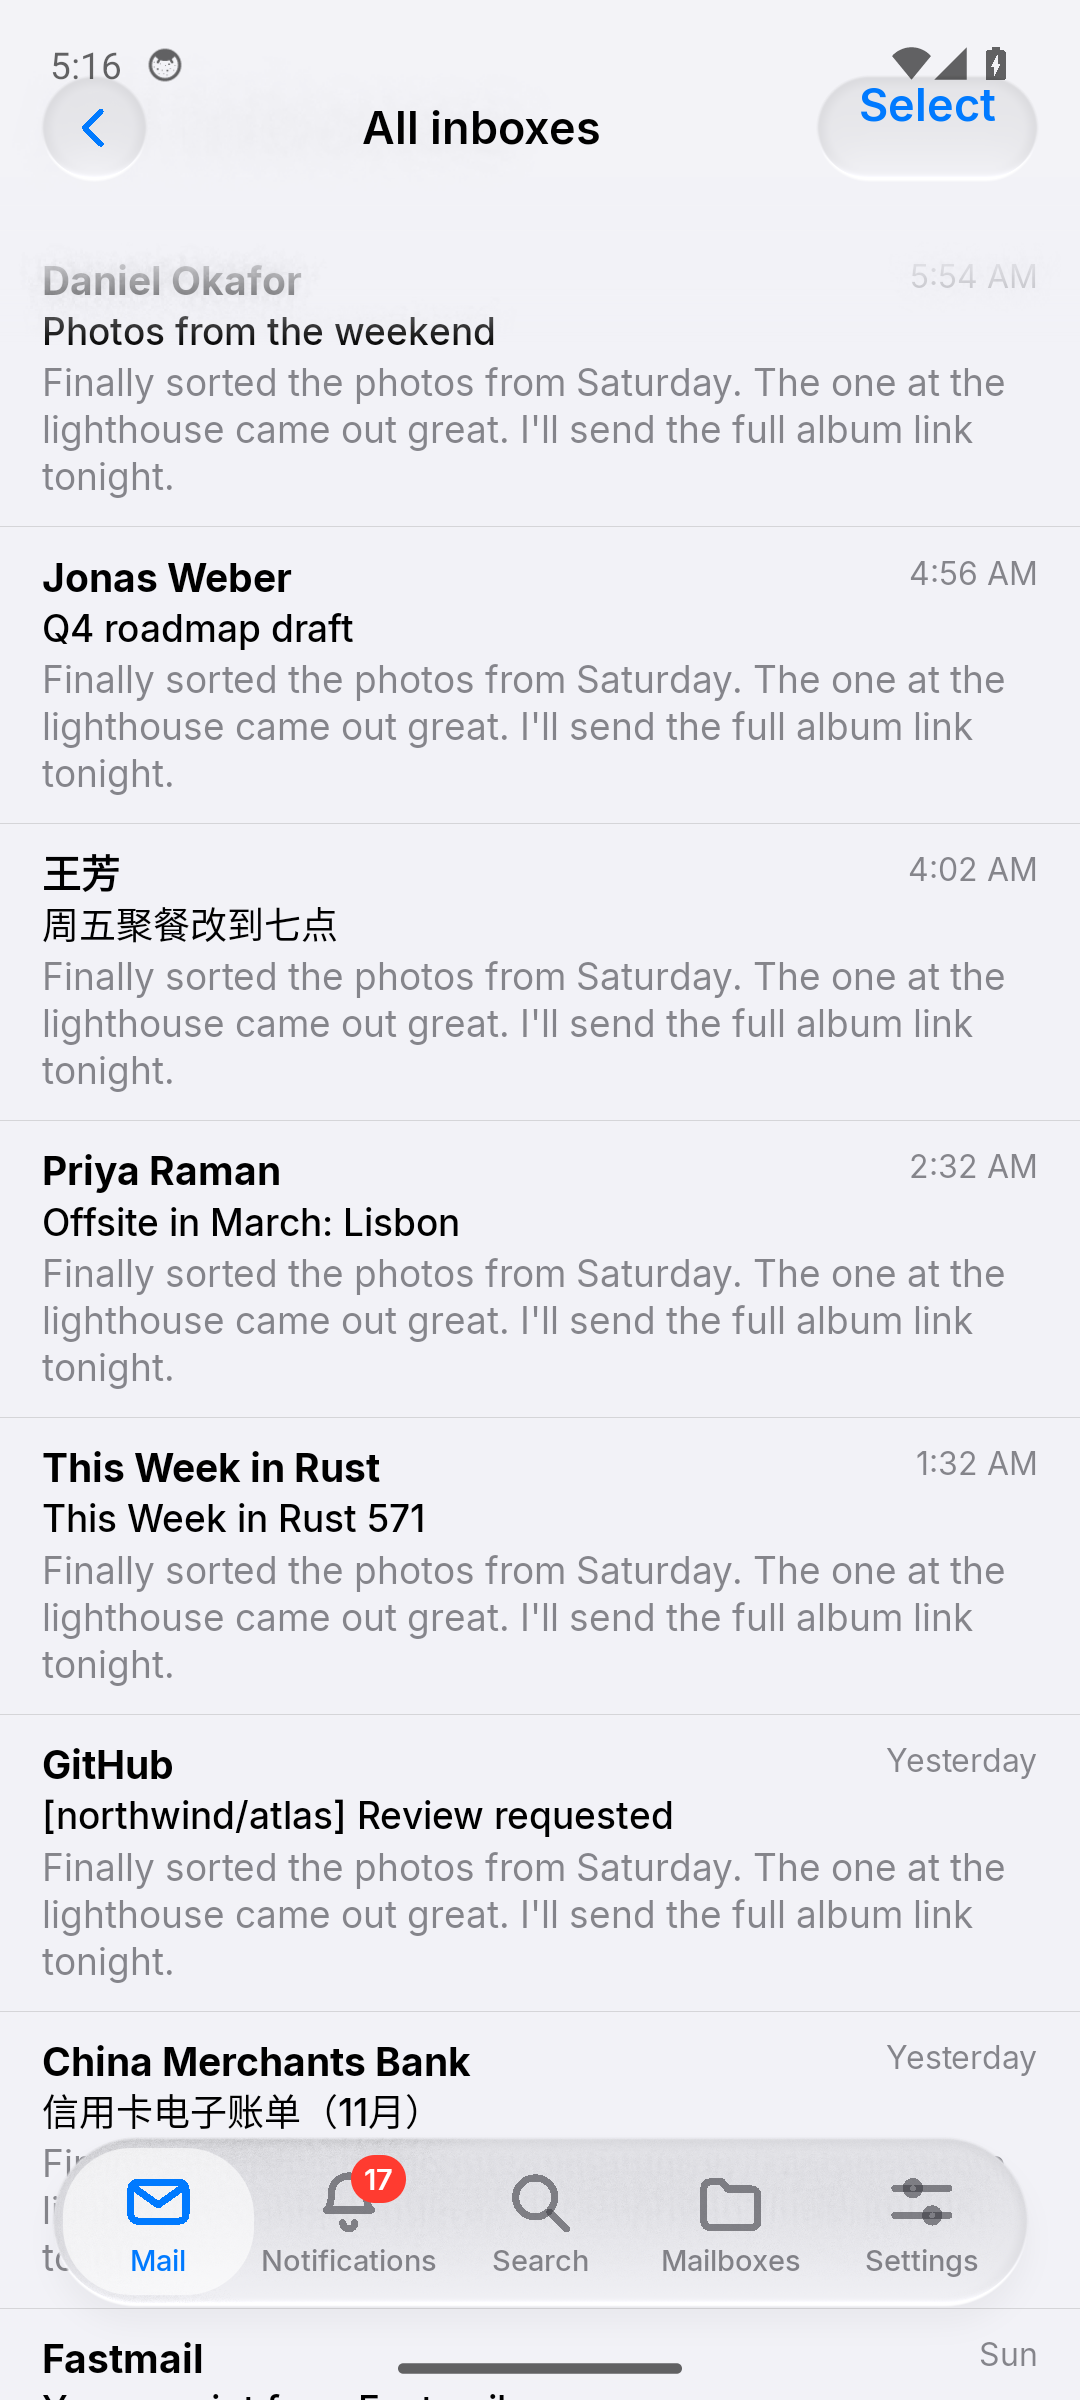 5:16
All inboxes
Select
Daniel Okafor 5:54 AM
Photos from the weekend
Finally sorted the photos from Saturday. The one at the
lighthouse came out great. I'll send the full album link
tonight.
Jonas Weber 4:56 AM
Q4 roadmap draft
Finally sorted the photos from Saturday. The one at the
lighthouse came out great. I'll send the full album link
tonight.
王芳 4:02 AM
周五聚餐改到七点
Finally sorted the photos from Saturday. The one at the
lighthouse came out great. I'll send the full album link
tonight.
Priya Raman 2:32 AM
Offsite in March: Lisbon
Finally sorted the photos from Saturday. The one at the
lighthouse came out great. I'll send the full album link
tonight.
This Week in Rust 1:32 AM
This Week in Rust 571
Finally sorted the photos from Saturday. The one at the
lighthouse came out great. I'll send the full album link
tonight.
GitHub Yesterday
[northwind/atlas] Review requested
Finally sorted the photos from Saturday. The one at the
lighthouse came out great. I'll send the full album link
tonight.
China Merchants Bank Yesterday
信用卡电子账单（11月）
17
Mail Notifications Search Mailboxes Settings
Fastmail Sun